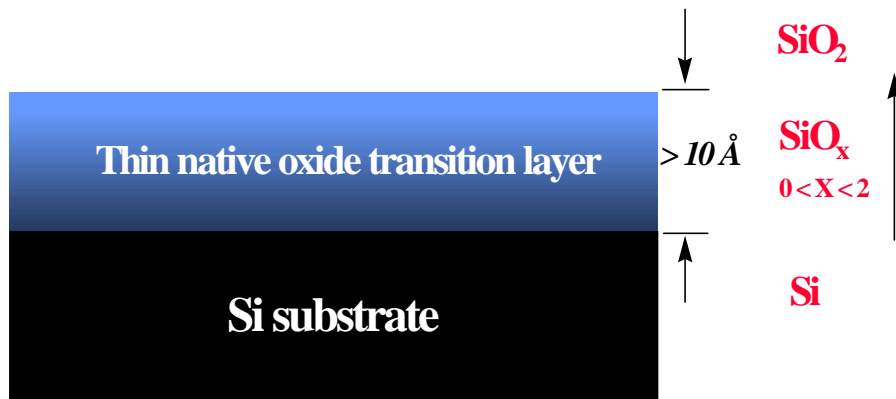 SiO₂
Thin native oxide transition layer
>10 Å
SiOₓ
0<X<2
Si
Si substrate